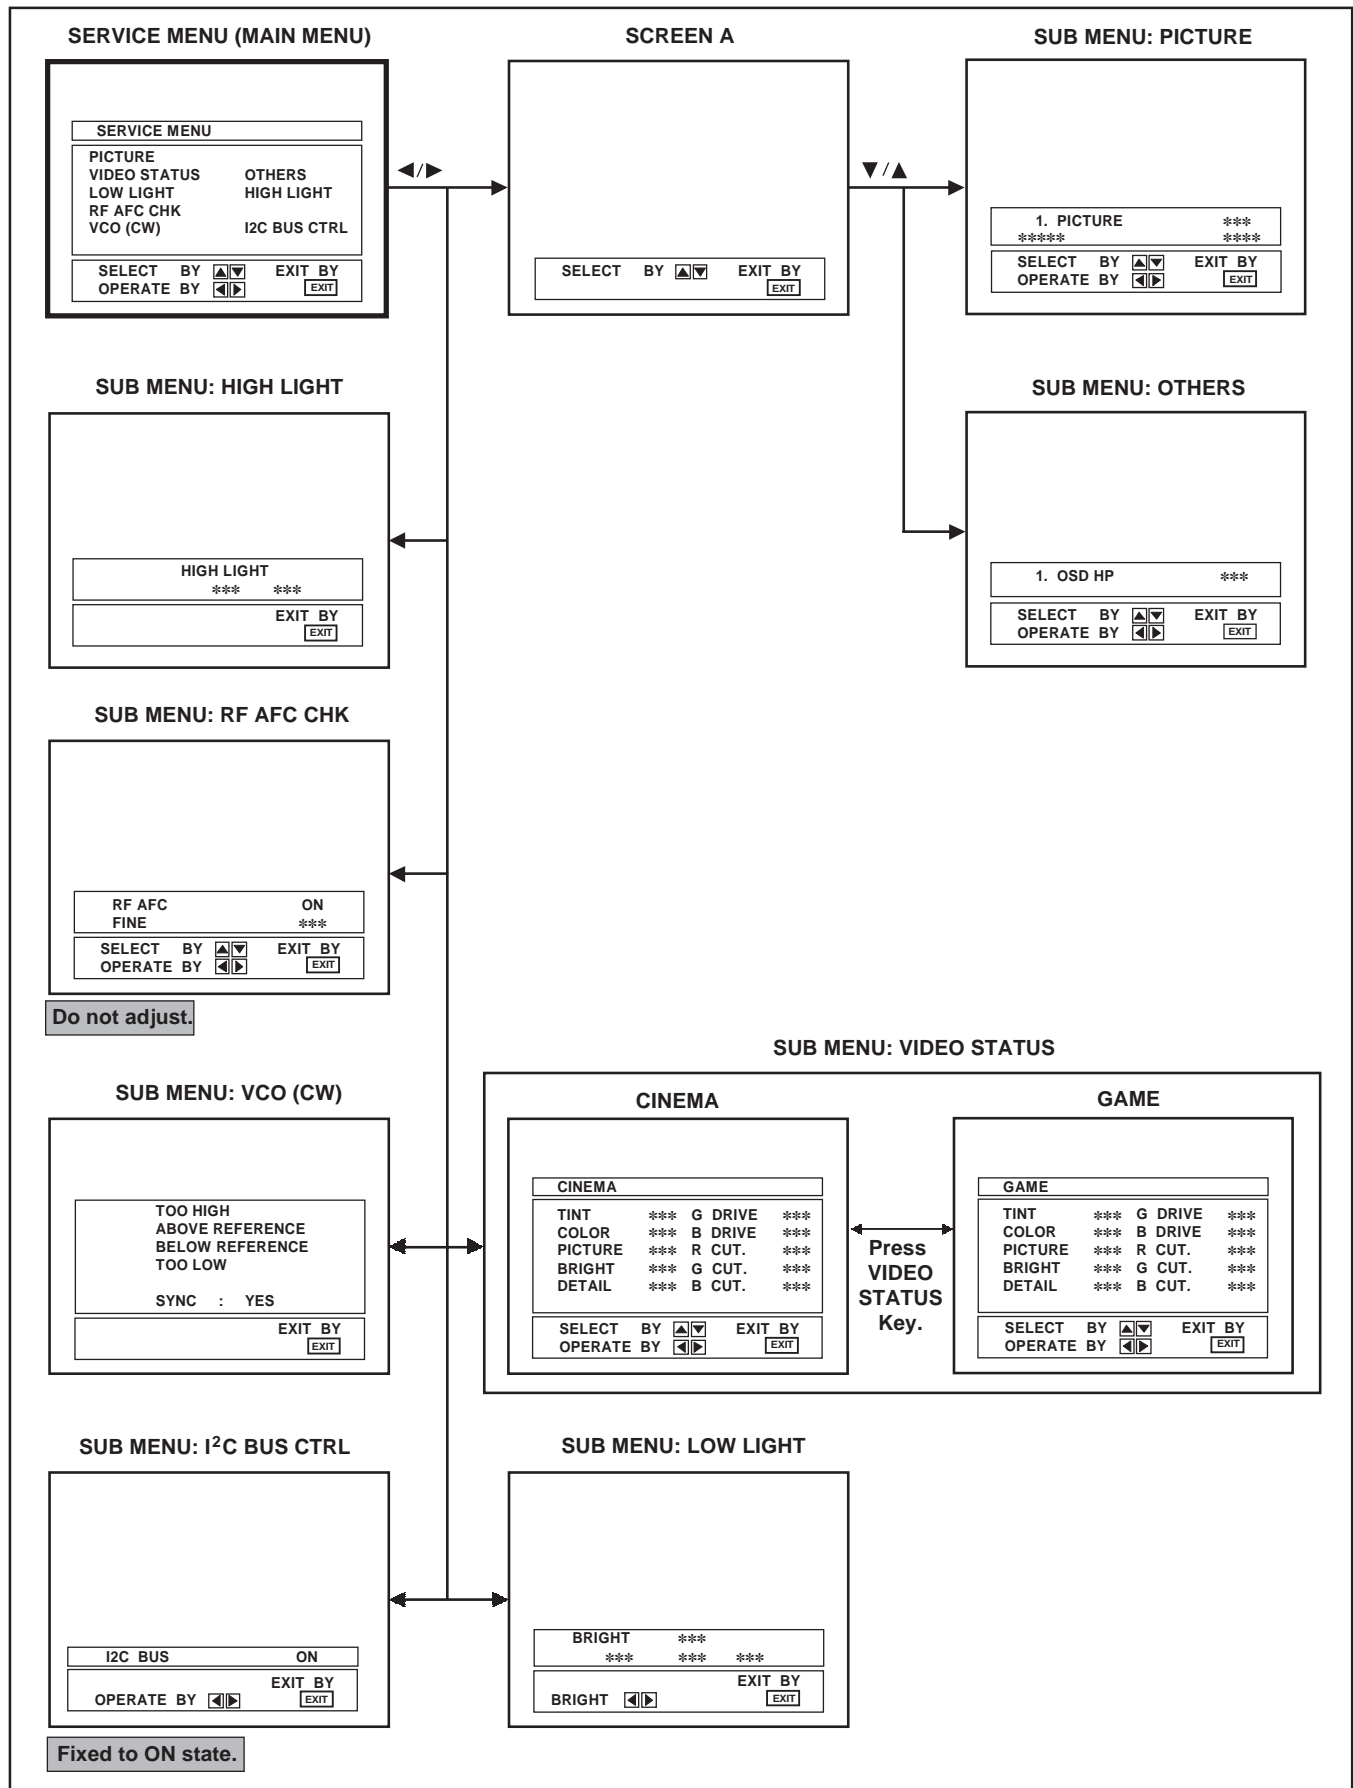 SERVICE MENU (MAIN MENU)
SERVICE MENU
PICTURE
VIDEO STATUS OTHERS
LOW LIGHT HIGH LIGHT
RF AFC CHK
VCO (CW) I2C BUS CTRL
SELECT BY ▲▼ EXIT BY
OPERATE BY ◀▶ EXIT
◀/▶
SCREEN A
SELECT BY ▲▼ EXIT BY
EXIT
▼/▲
SUB MENU: PICTURE
1. PICTURE ***
***** ****
SELECT BY ▲▼ EXIT BY
OPERATE BY ◀▶ EXIT
SUB MENU: HIGH LIGHT
HIGH LIGHT
*** ***
EXIT BY
EXIT
SUB MENU: OTHERS
1. OSD HP ***
SELECT BY ▲▼ EXIT BY
OPERATE BY ◀▶ EXIT
SUB MENU: RF AFC CHK
RF AFC ON
FINE ***
SELECT BY ▲▼ EXIT BY
OPERATE BY ◀▶ EXIT
Do not adjust.
SUB MENU: VCO (CW)
TOO HIGH
ABOVE REFERENCE
BELOW REFERENCE
TOO LOW
SYNC : YES
EXIT BY
EXIT
SUB MENU: VIDEO STATUS
CINEMA
CINEMA
TINT *** G DRIVE ***
COLOR *** B DRIVE ***
PICTURE *** R CUT. ***
BRIGHT *** G CUT. ***
DETAIL *** B CUT. ***
SELECT BY ▲▼ EXIT BY
OPERATE BY ◀▶ EXIT
Press
VIDEO
STATUS
Key.
GAME
GAME
TINT *** G DRIVE ***
COLOR *** B DRIVE ***
PICTURE *** R CUT. ***
BRIGHT *** G CUT. ***
DETAIL *** B CUT. ***
SELECT BY ▲▼ EXIT BY
OPERATE BY ◀▶ EXIT
SUB MENU: I²C BUS CTRL
I2C BUS ON
EXIT BY
OPERATE BY ◀▶ EXIT
Fixed to ON state.
SUB MENU: LOW LIGHT
BRIGHT ***
*** *** ***
EXIT BY
BRIGHT ◀▶ EXIT